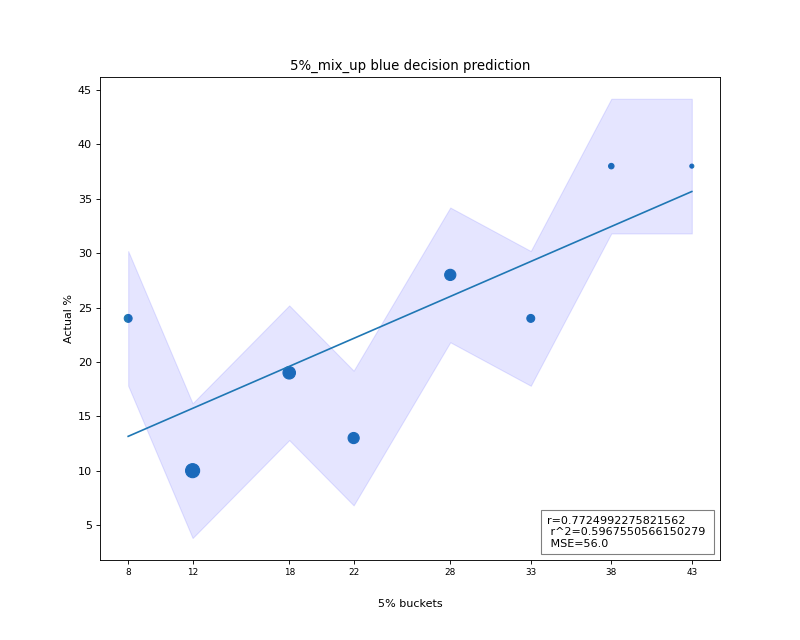 5%_mix_up blue decision prediction
45
40
35
30
25
20
15
10
5
Actual %
r=0.7724992275821562
r^2=0.5967550566150279
MSE=56.0
8 12 18 22 28 33 38 43
5% buckets